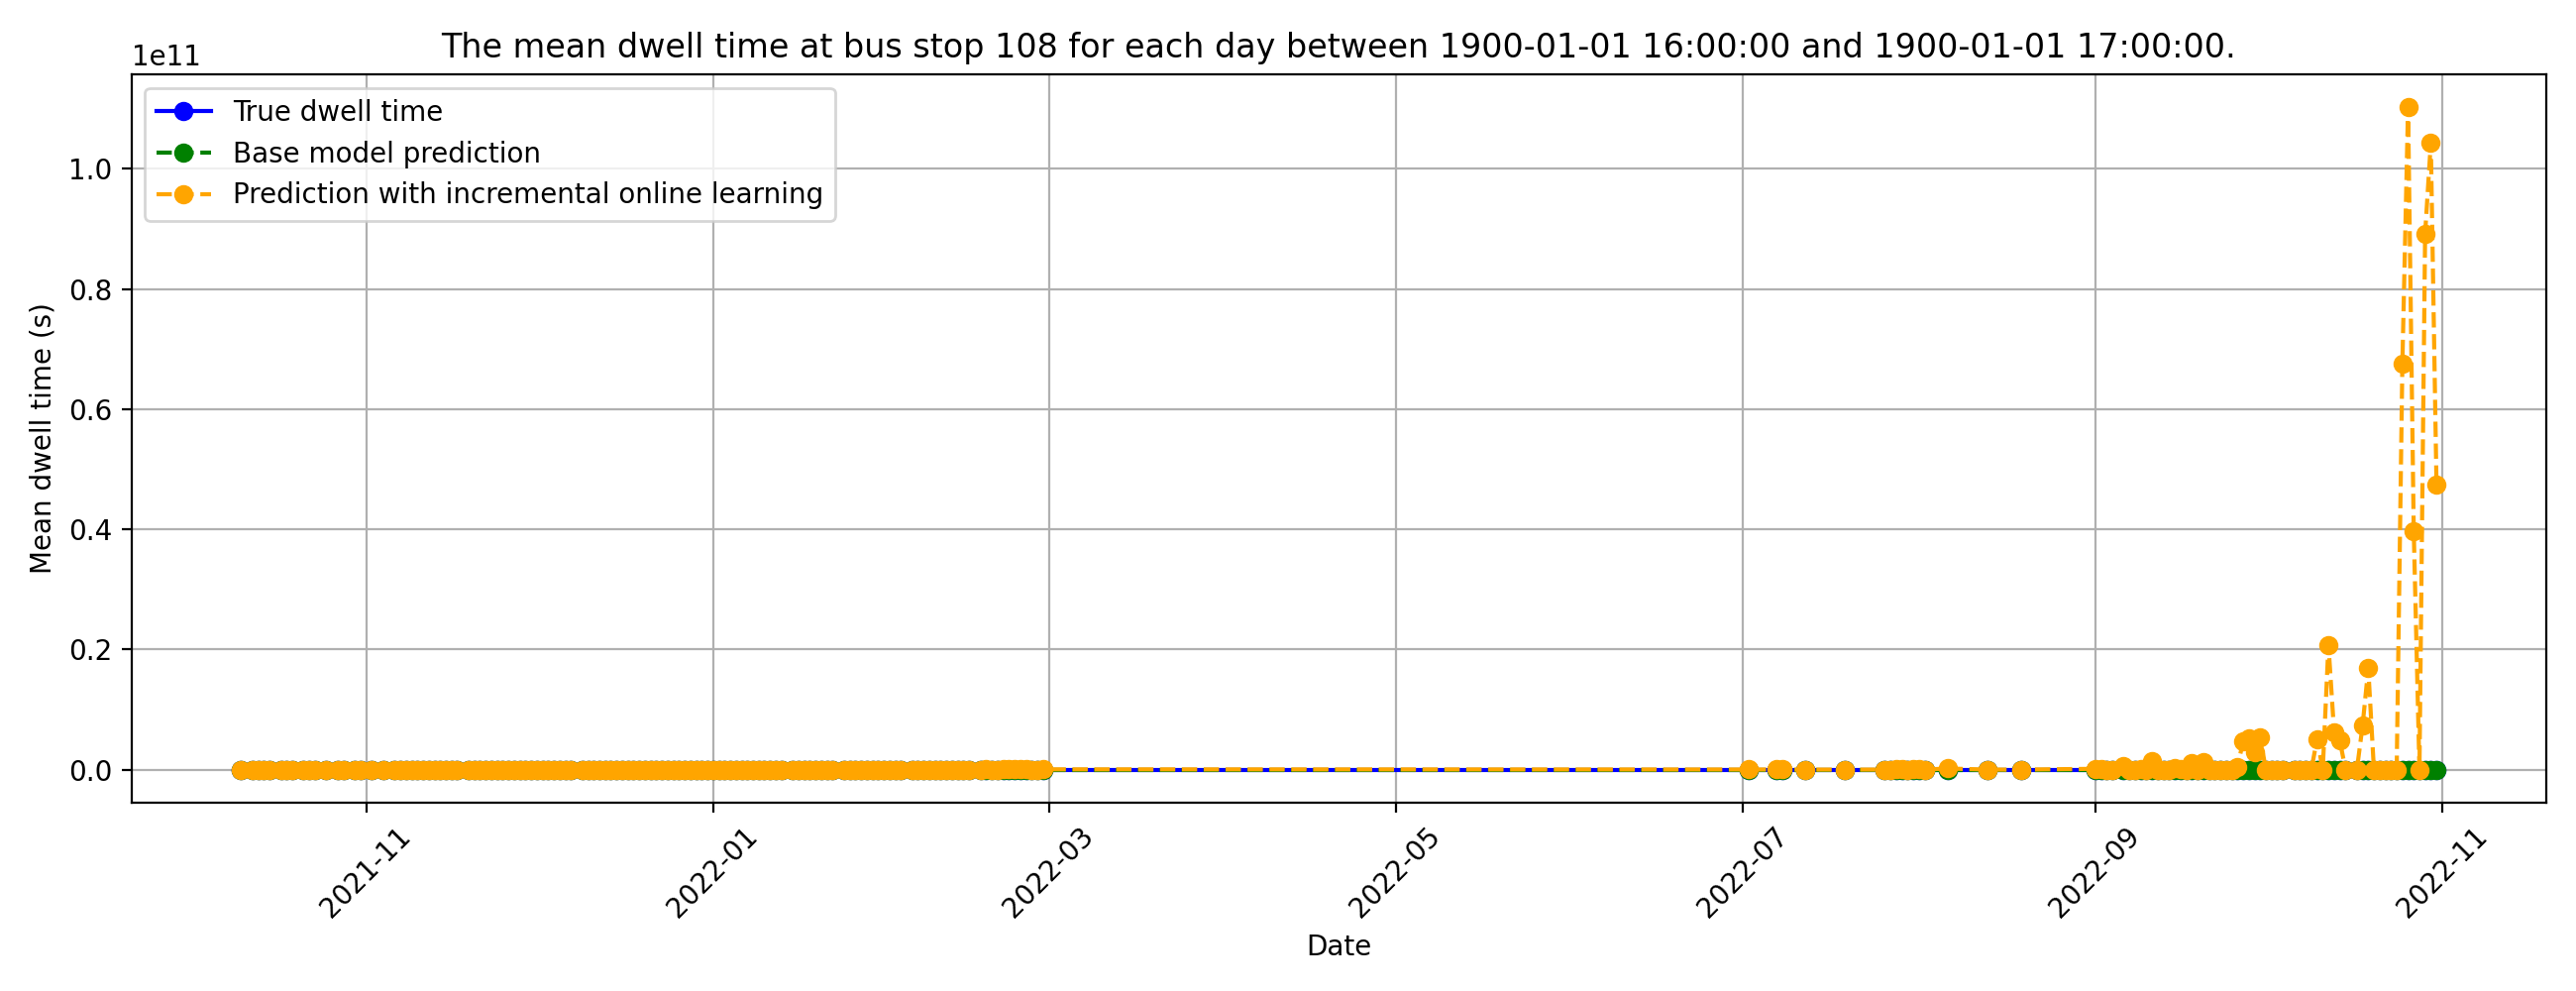 The mean dwell time at bus stop 108 for each day between 1900-01-01 16:00:00 and 1900-01-01 17:00:00.
1e11
True dwell time
Base model prediction
Prediction with incremental online learning
Mean dwell time (s)
1.0
0.8
0.6
0.4
0.2
0.0
2021-11
2022-01
2022-03
2022-05
2022-07
2022-09
2022-11
Date